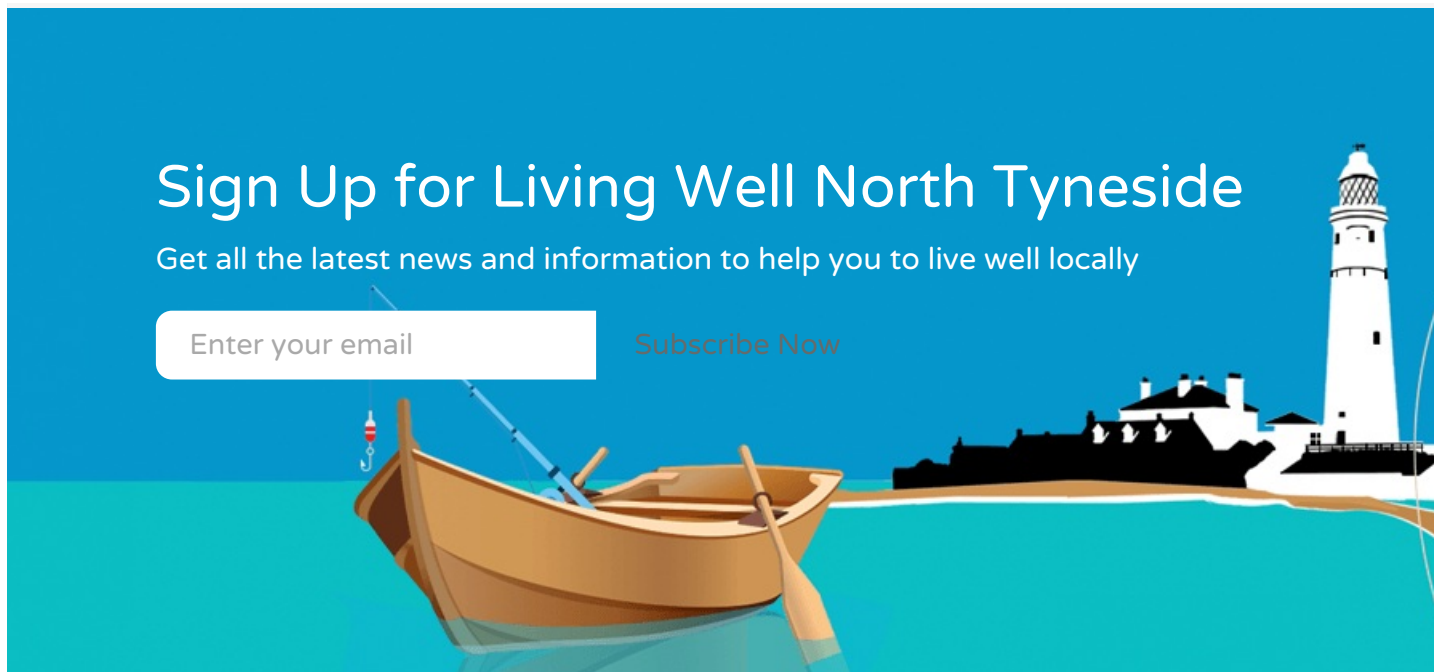 Sign Up for Living Well North Tyneside
Get all the latest news and information to help you to live well locally
Enter your email
Subscribe Now